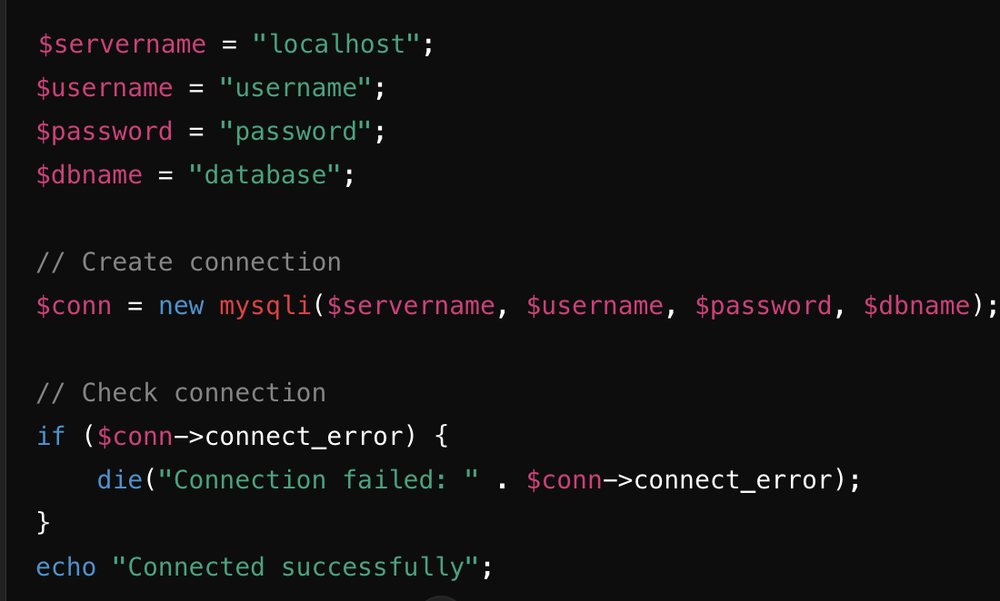 $servername = "localhost";
$username = "username";
$password = "password";
$dbname = "database";
// Create connection
$conn = new mysqli($servername, $username, $password, $dbname);
// Check connection
if ($conn->connect_error) {
    die("Connection failed: " . $conn->connect_error);
}
echo "Connected successfully";